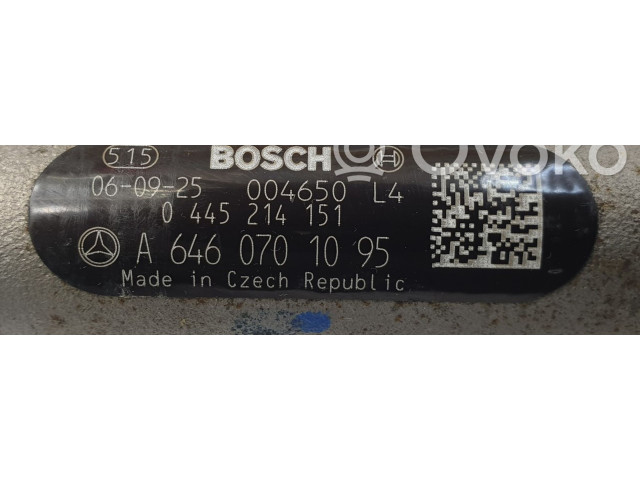 515 BOSCH
Ovoko
06-09-25 004650 L4
0 445 214 151
A 646 070 10 95
Made in Czech Republic